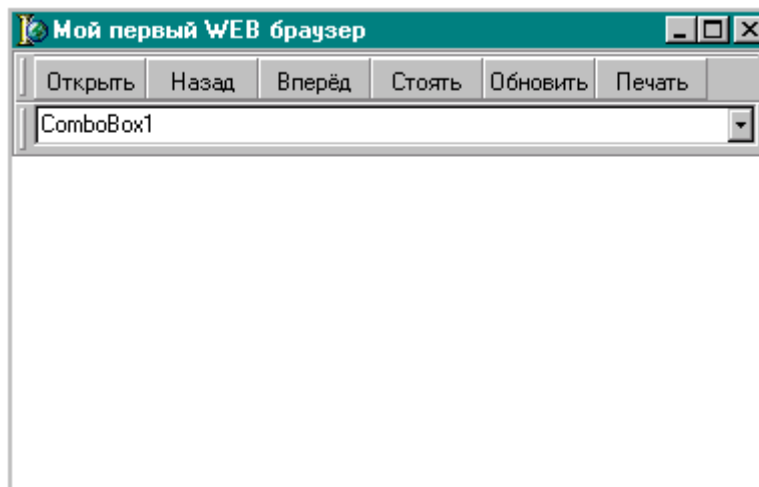 Мой первый WEB браузер
Открыть Назад Вперёд Стоять Обновить Печать
ComboBox1